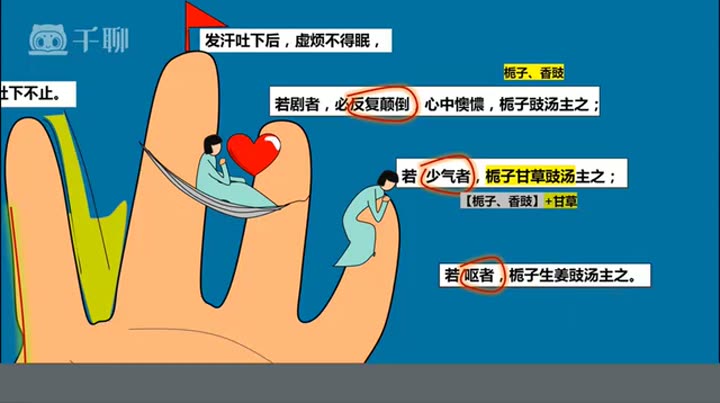 千聊
发汗吐下后，虚烦不得眠，
栀子、香豉
吐下不止。
若剧者，必反复颠倒 心中懊憹，栀子豉汤主之；
若 少气者，栀子甘草豉汤主之；
【栀子、香豉】+甘草
若 呕者，栀子生姜豉汤主之。